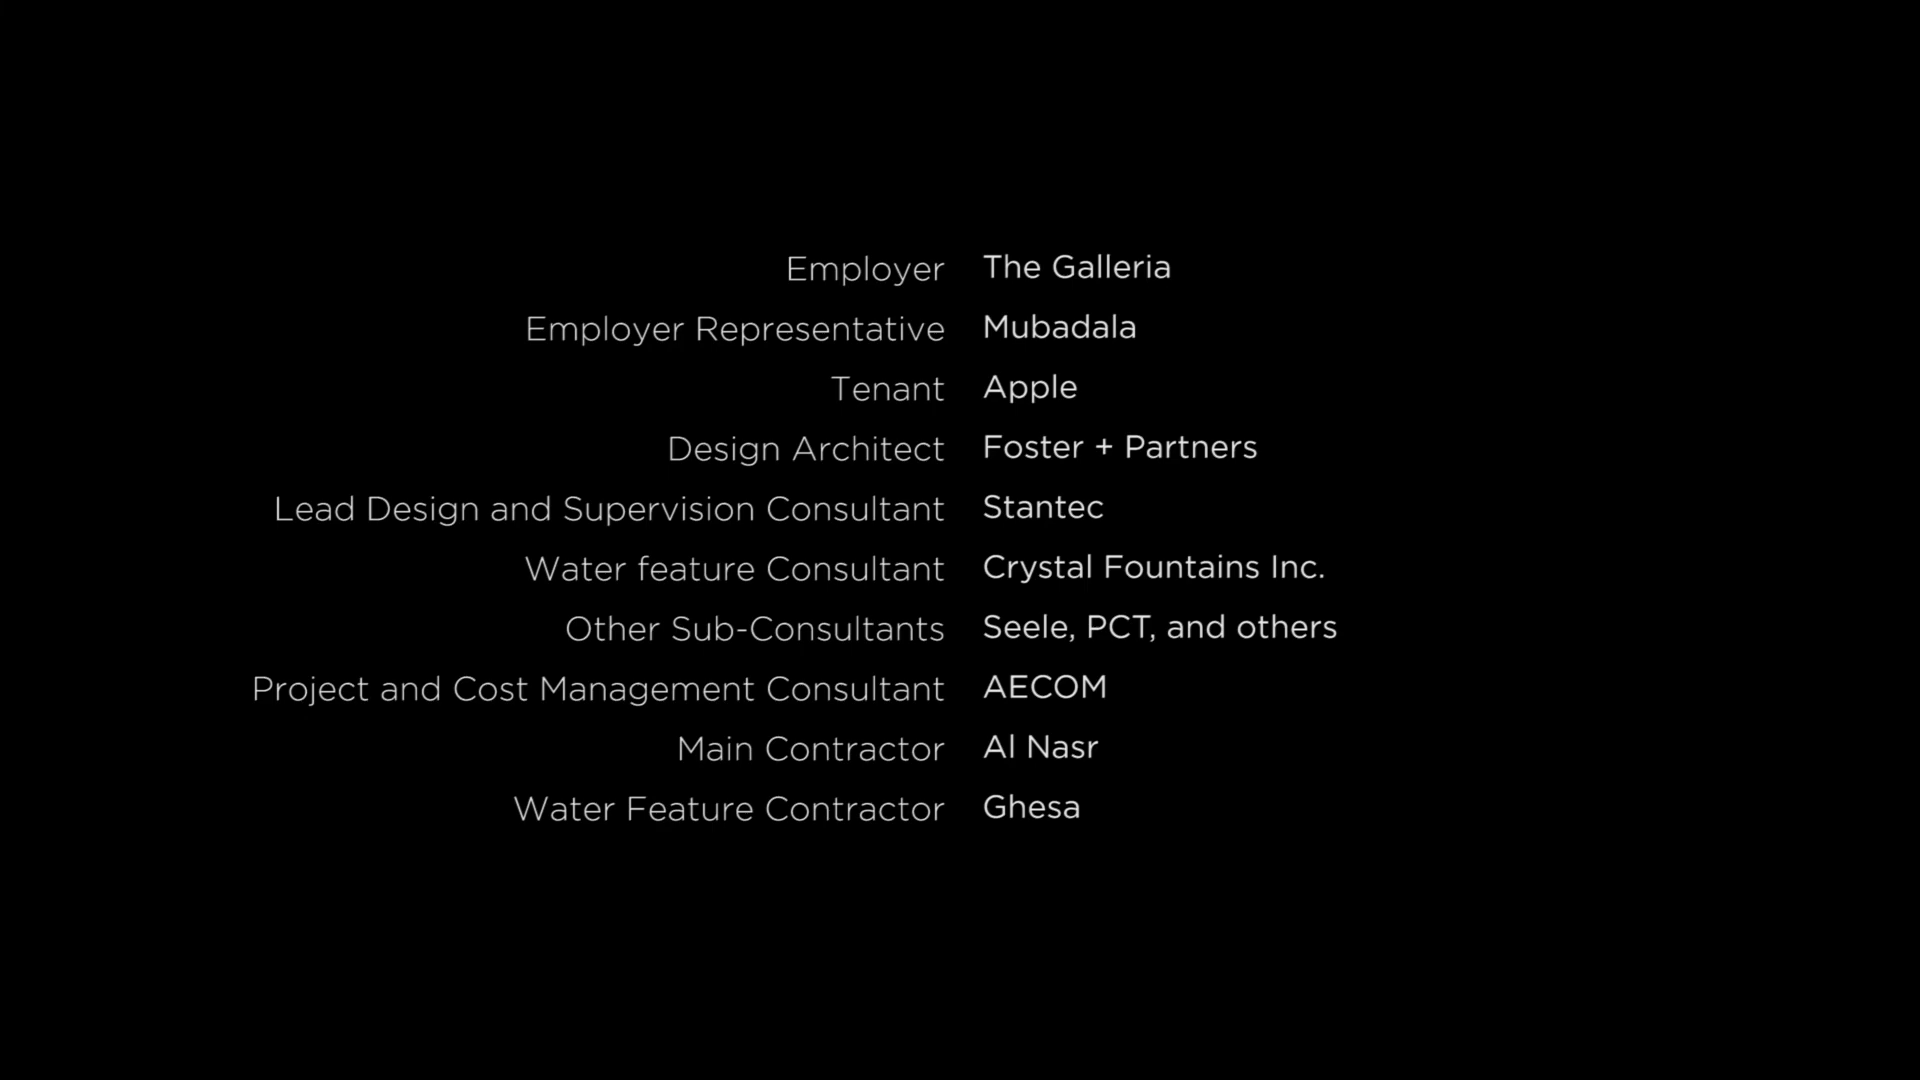 Employer The Galleria
Employer Representative Mubadala
Tenant Apple
Design Architect Foster + Partners
Lead Design and Supervision Consultant Stantec
Water feature Consultant Crystal Fountains Inc.
Other Sub-Consultants Seele, PCT, and others
Project and Cost Management Consultant AECOM
Main Contractor Al Nasr
Water Feature Contractor Ghesa